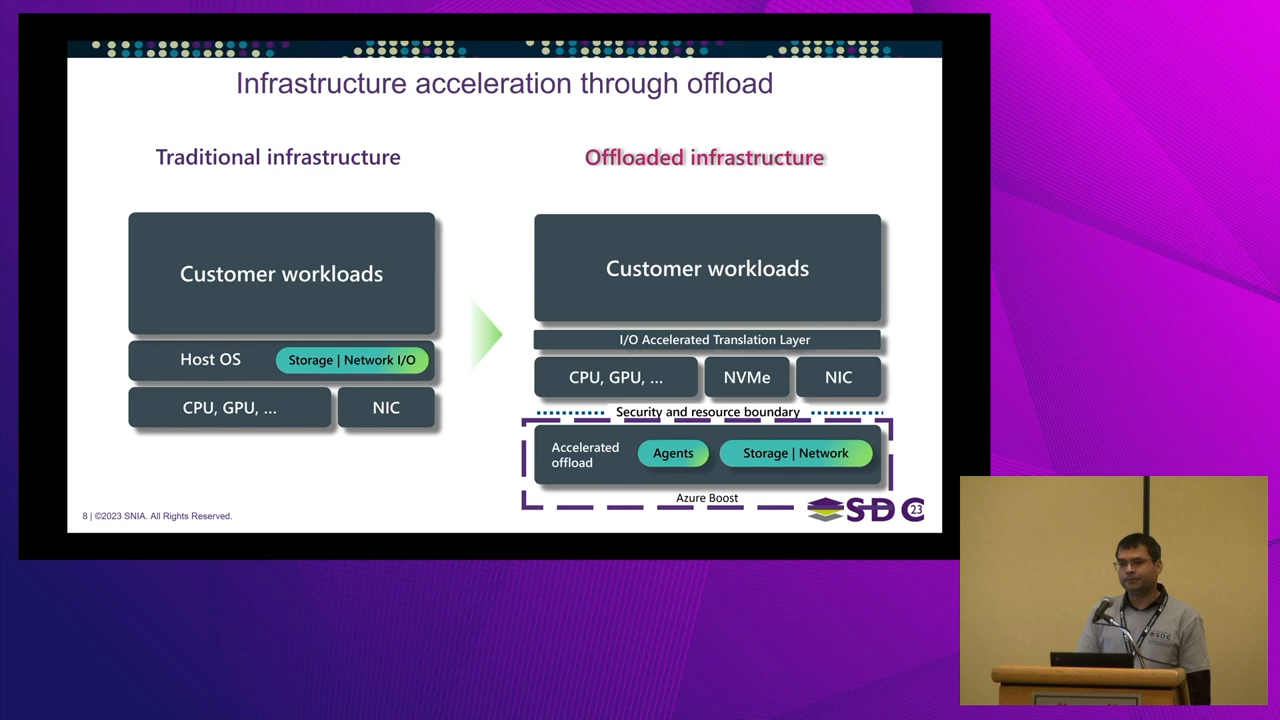 Infrastructure acceleration through offload
Traditional infrastructure
Offloaded infrastructure
Customer workloads
Host OS
Storage | Network I/O
CPU, GPU, ...
NIC
Customer workloads
I/O Accelerated Translation Layer
CPU, GPU, ...
NVMe
NIC
Security and resource boundary
Accelerated
offload
Agents
Storage | Network
Azure Boost
8 | ©2023 SNIA. All Rights Reserved.
SDC 23
SDC